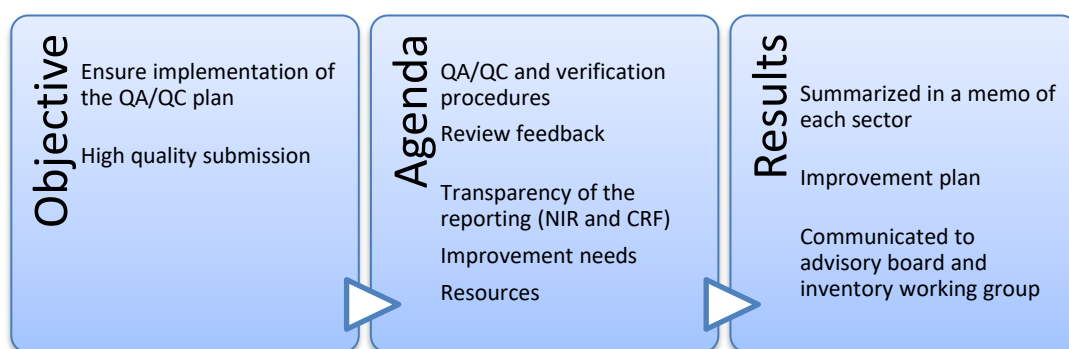 Objective
Ensure implementation of
the QA/QC plan
High quality submission
Agenda
QA/QC and verification
procedures
Review feedback
Transparency of the
reporting (NIR and CRF)
Improvement needs
Resources
Results
Summarized in a memo of
each sector
Improvement plan
Communicated to
advisory board and
inventory working group